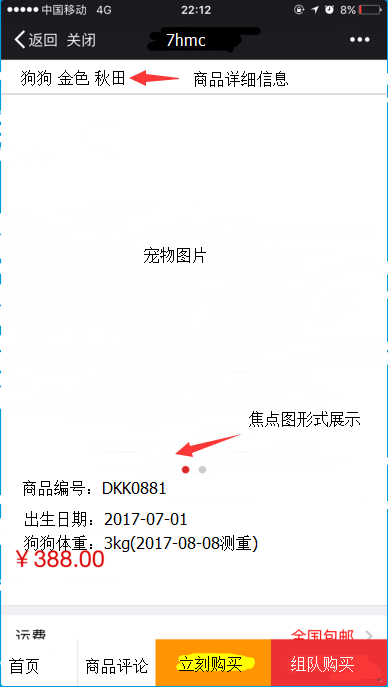 中国移动 4G 22:12 8%
返回 关闭 7hmc
狗狗 金色 秋田 商品详细信息
宠物图片
焦点图形式展示
商品编号：DKK0881
出生日期：2017-07-01
狗狗体重：3kg(2017-08-08测重)
￥388.00
运费 全国包邮
首页 商品评论 立刻购买 组队购买